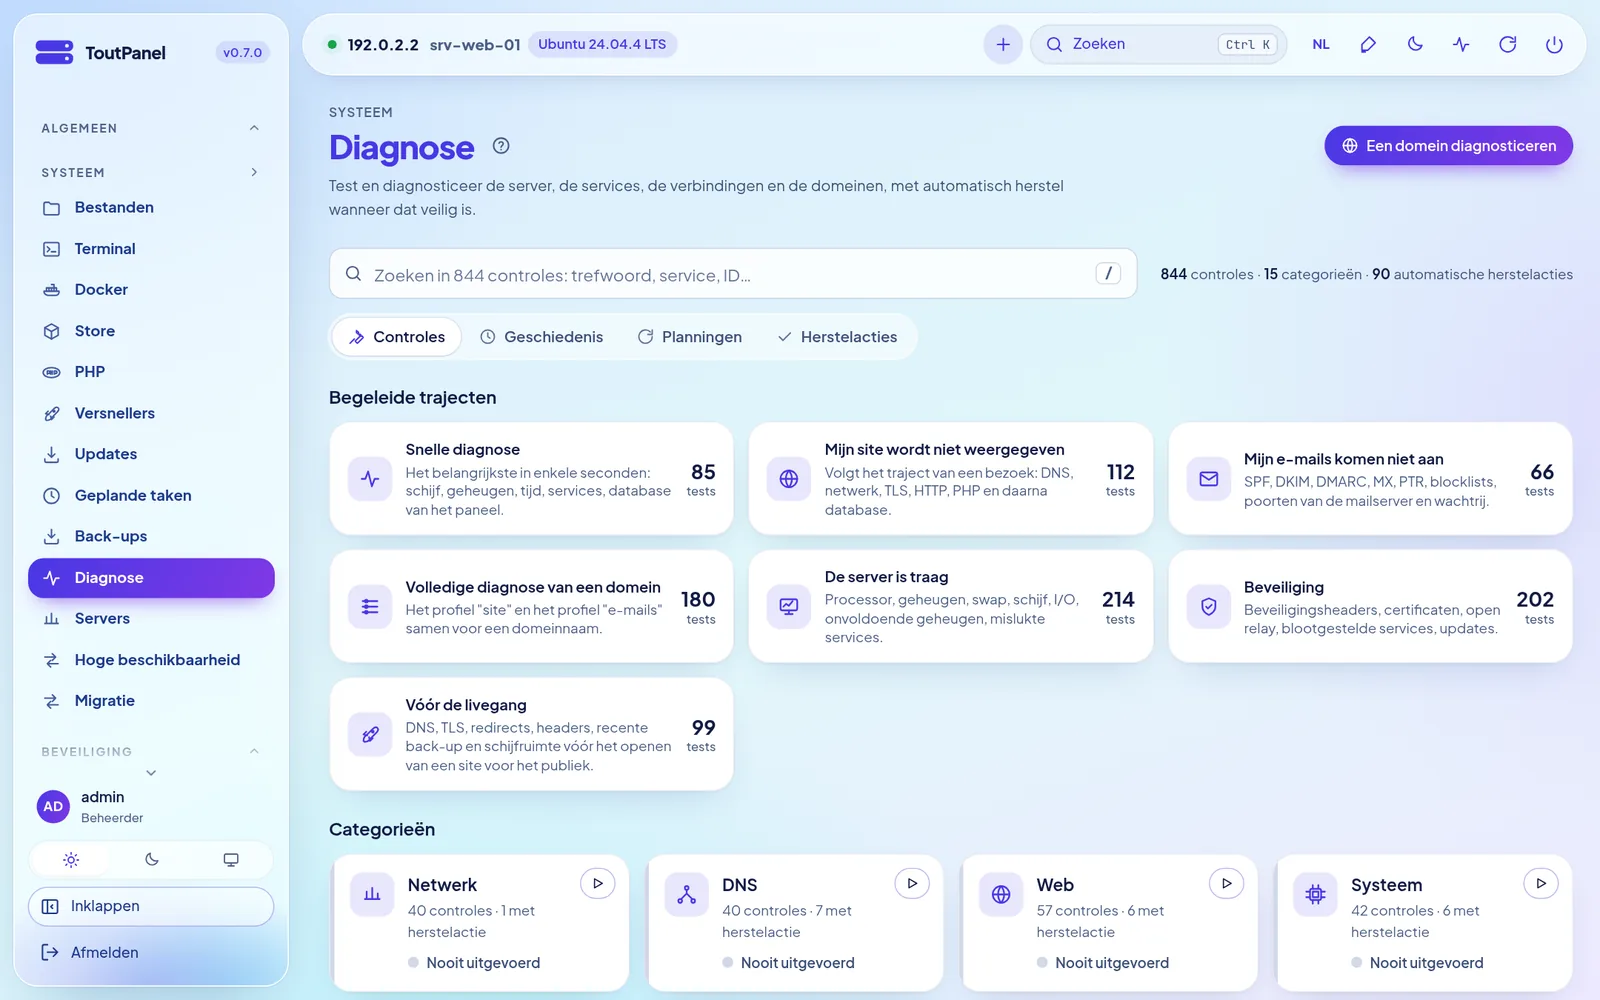 ToutPanel
v0.7.0
ALGEMEEN
SYSTEEM
Bestanden
Terminal
Docker
Store
PHP
Versnellers
Updates
Geplande taken
Back-ups
Diagnose
Servers
Hoge beschikbaarheid
Migratie
BEVEILIGING
AD
admin
Beheerder
Inklappen
Afmelden
192.0.2.2 srv-web-01 Ubuntu 24.04.4 LTS
Zoeken Ctrl K
NL
SYSTEEM
Diagnose
Test en diagnosticeer de server, de services, de verbindingen en de domeinen, met automatisch herstel
wanneer dat veilig is.
Een domein diagnosticeren
Zoeken in 844 controles: trefwoord, service, ID... /
844 controles · 15 categorieën · 90 automatische herstelacties
Controles
Geschiedenis
Planningen
Herstelacties
Begeleide trajecten
Snelle diagnose
Het belangrijkste in enkele seconden:
schijf, geheugen, tijd, services, database
van het paneel.
85
tests
Mijn site wordt niet weergegeven
Volgt het traject van een bezoek: DNS,
netwerk, TLS, HTTP, PHP en daarna
database.
112
tests
Mijn e-mails komen niet aan
SPF, DKIM, DMARC, MX, PTR, blocklists,
poorten van de mailserver en wachtrij.
66
tests
Volledige diagnose van een domein
Het profiel "site" en het profiel "e-mails"
samen voor een domeinnaam.
180
tests
De server is traag
Processor, geheugen, swap, schijf, I/O,
onvoldoende geheugen, mislukte
services.
214
tests
Beveiliging
Beveiligingsheaders, certificaten, open
relay, blootgestelde services, updates.
202
tests
Vóór de livegang
DNS, TLS, redirects, headers, recente
back-up en schijfruimte vóór het openen
van een site voor het publiek.
99
tests
Categorieën
Netwerk
40 controles · 1 met
herstelactie
Nooit uitgevoerd
DNS
40 controles · 7 met
herstelactie
Nooit uitgevoerd
Web
57 controles · 6 met
herstelactie
Nooit uitgevoerd
Systeem
42 controles · 6 met
herstelactie
Nooit uitgevoerd